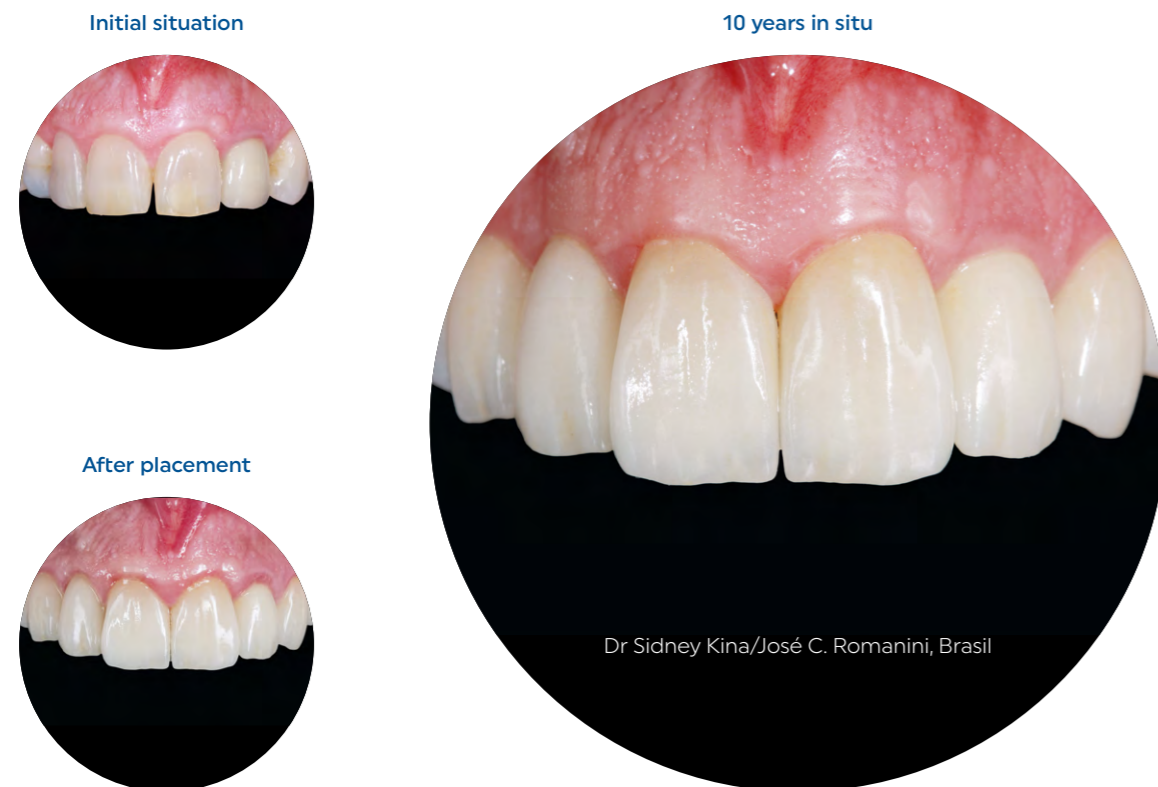 Initial situation
10 years in situ
After placement
Dr Sidney Kina/José C. Romanini, Brasil